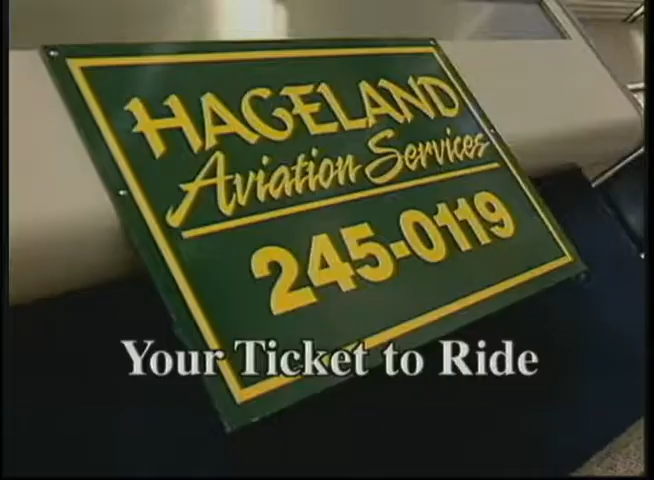 HAGELAND
Aviation Services
245-0119
Your Ticket to Ride